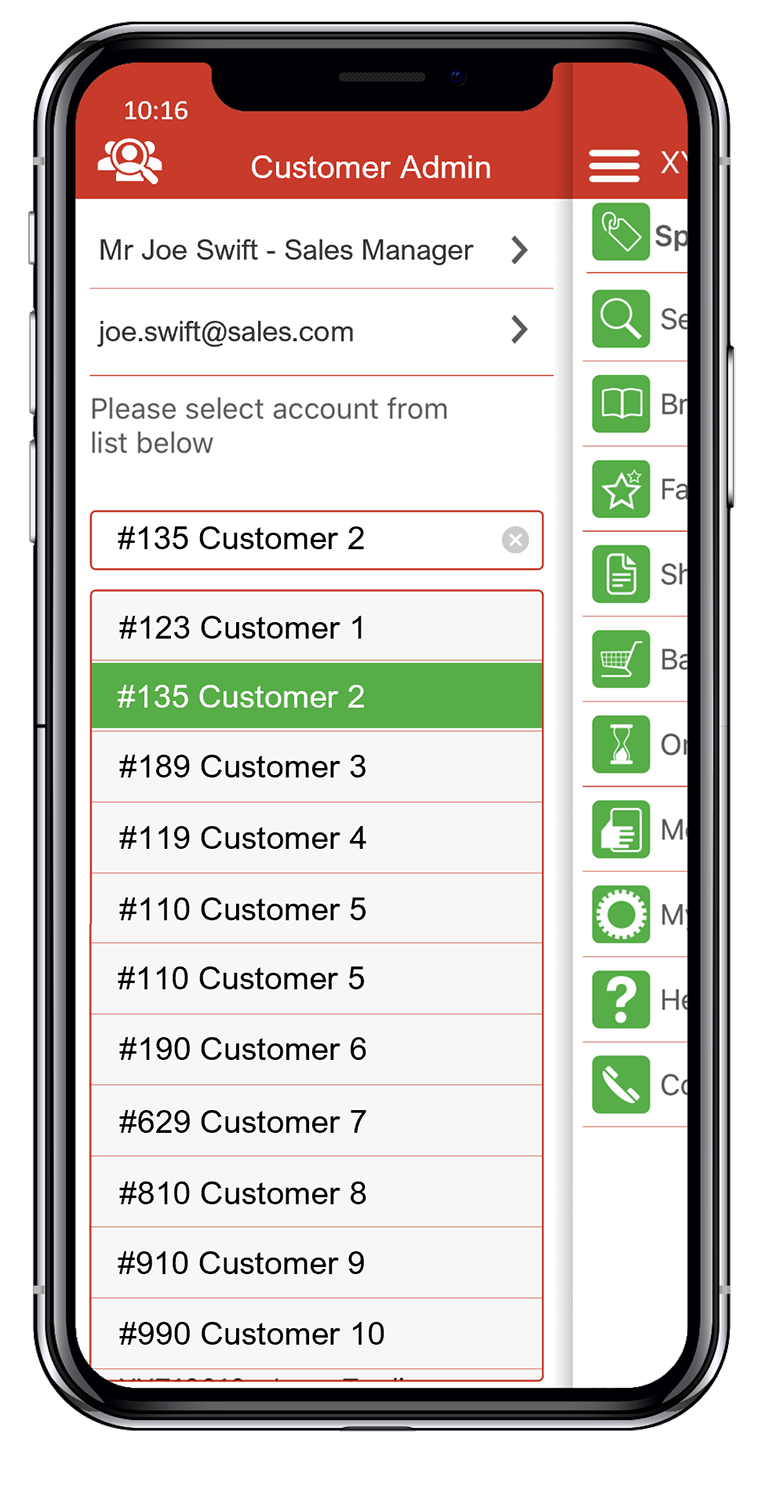 10:16
Customer Admin
Mr Joe Swift - Sales Manager
joe.swift@sales.com
Please select account from
list below
#135 Customer 2
#123 Customer 1
#135 Customer 2
#189 Customer 3
#119 Customer 4
#110 Customer 5
#110 Customer 5
#190 Customer 6
#629 Customer 7
#810 Customer 8
#910 Customer 9
#990 Customer 10
XY
Sp
Se
Br
Fa
Sh
Ba
Or
Mo
My
He
Co